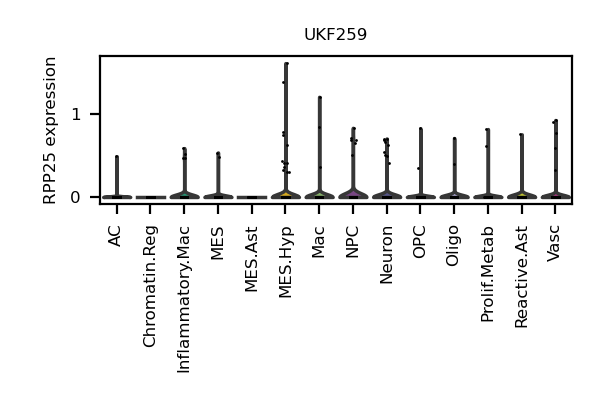 UKF259
RPP25 expression
1
0
AC
Chromatin.Reg
Inflammatory.Mac
MES
MES.Ast
MES.Hyp
Mac
NPC
Neuron
OPC
Oligo
Prolif.Metab
Reactive.Ast
Vasc